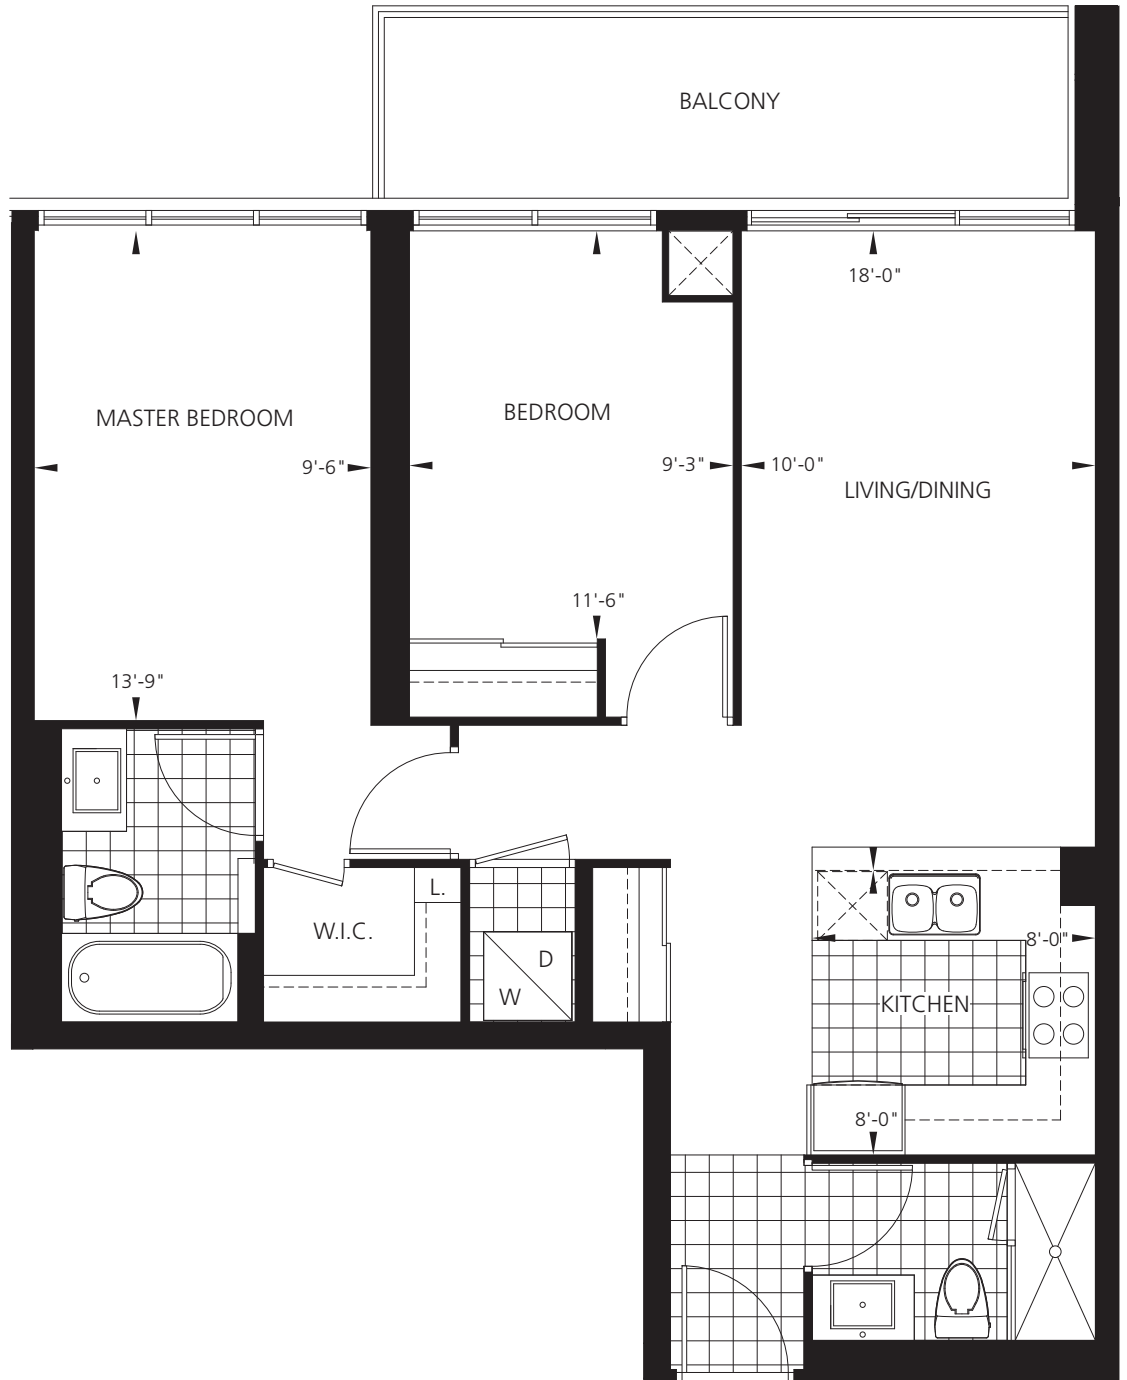 BALCONY
18'-0"
MASTER BEDROOM
BEDROOM
9'-6"
9'-3"
10'-0"
LIVING/DINING
11'-6"
13'-9"
L.
W.I.C.
D
W
8'-0"
KITCHEN
8'-0"